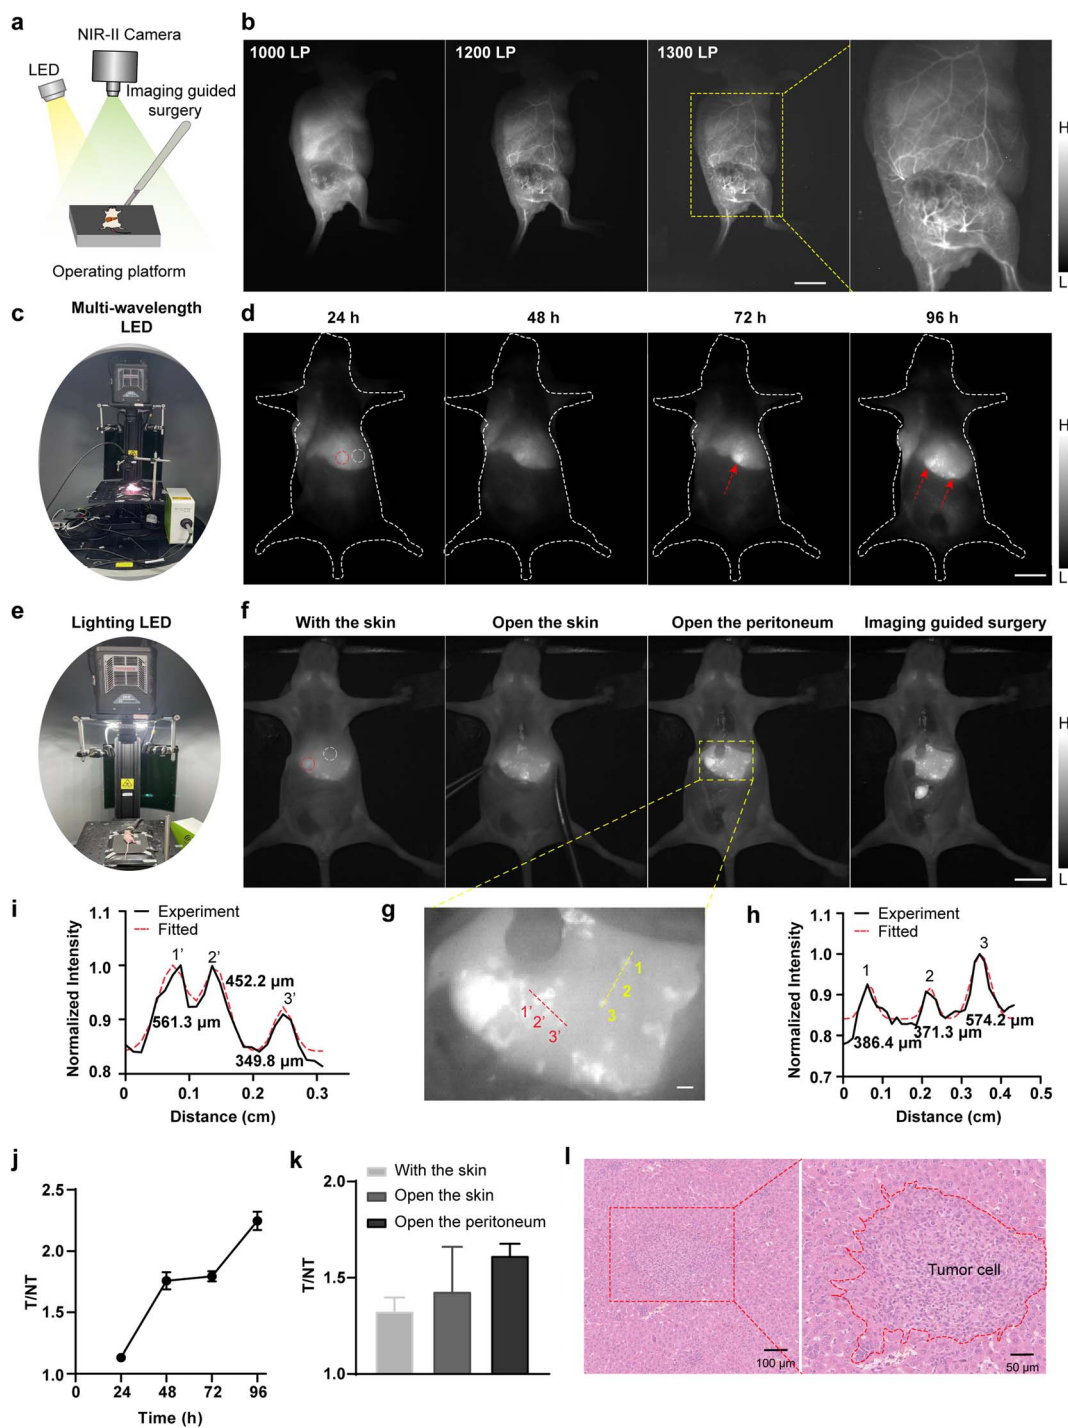 a
NIR-II Camera
LED
Imaging guided
surgery
Operating platform
b
1000 LP
1200 LP
1300 LP
H
L
c
Multi-wavelength
LED
d
24 h
48 h
72 h
96 h
H
L
e
Lighting LED
f
With the skin
Open the skin
Open the peritoneum
Imaging guided surgery
H
L
i
Experiment
Fitted
1.1
1.0
0.9
0.8
Normalized Intensity
1’
2’
3’
561.3 μm
452.2 μm
349.8 μm
0
0.1
0.2
0.3
Distance (cm)
g
1
2
3
1’
2’
3’
h
Experiment
Fitted
1.1
1.0
0.9
0.8
0.7
Normalized Intensity
1
2
3
386.4 μm
371.3 μm
574.2 μm
0
0.1
0.2
0.3
0.4
0.5
Distance (cm)
j
2.5
2.0
1.5
1.0
T/NT
0
24
48
72
96
Time (h)
k
With the skin
Open the skin
Open the peritoneum
2.0
1.5
1.0
T/NT
l
100 μm
Tumor cell
50 μm